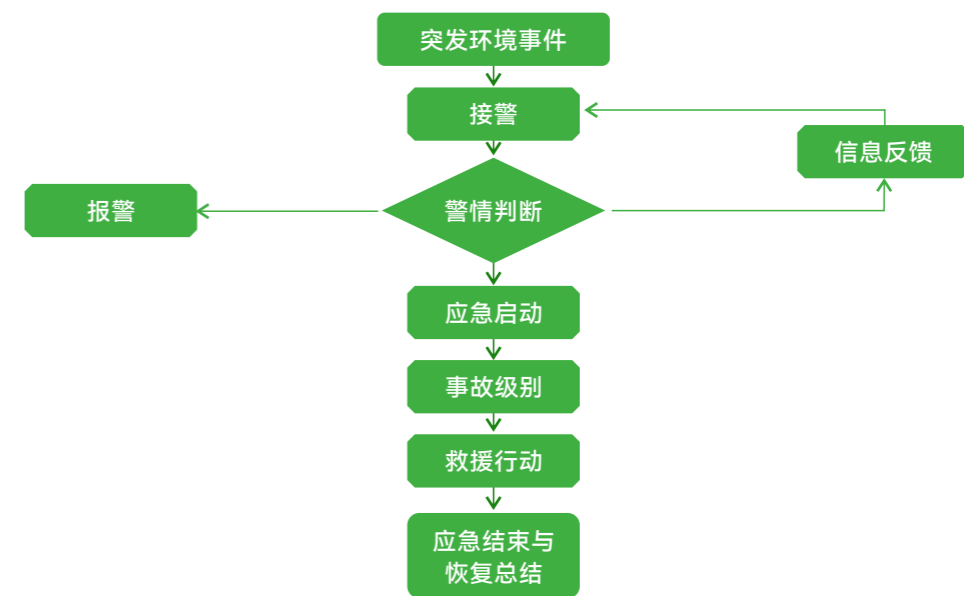 突发环境事件
接警
信息反馈
报警
警情判断
应急启动
事故级别
救援行动
应急结束与
恢复总结